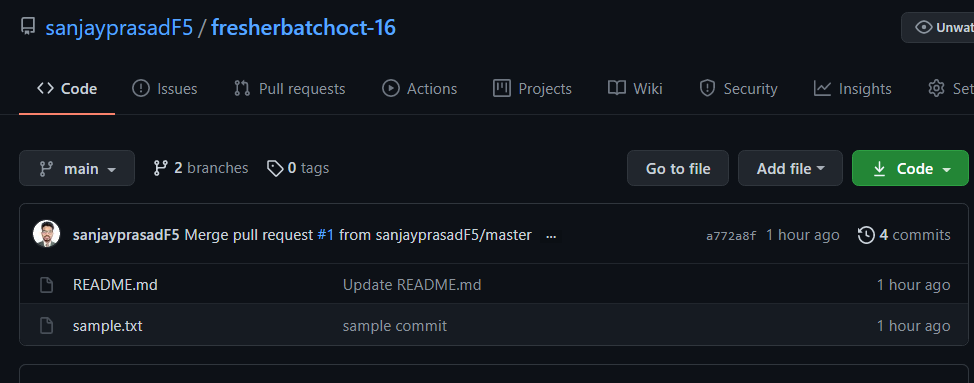 sanjayprasadF5 / fresherbatchoct-16 Unwat
Code Issues Pull requests Actions Projects Wiki Security Insights Set
main 2 branches 0 tags Go to file Add file Code
sanjayprasadF5 Merge pull request #1 from sanjayprasadF5/master ... a772a8f 1 hour ago 4 commits
README.md Update README.md 1 hour ago
sample.txt sample commit 1 hour ago